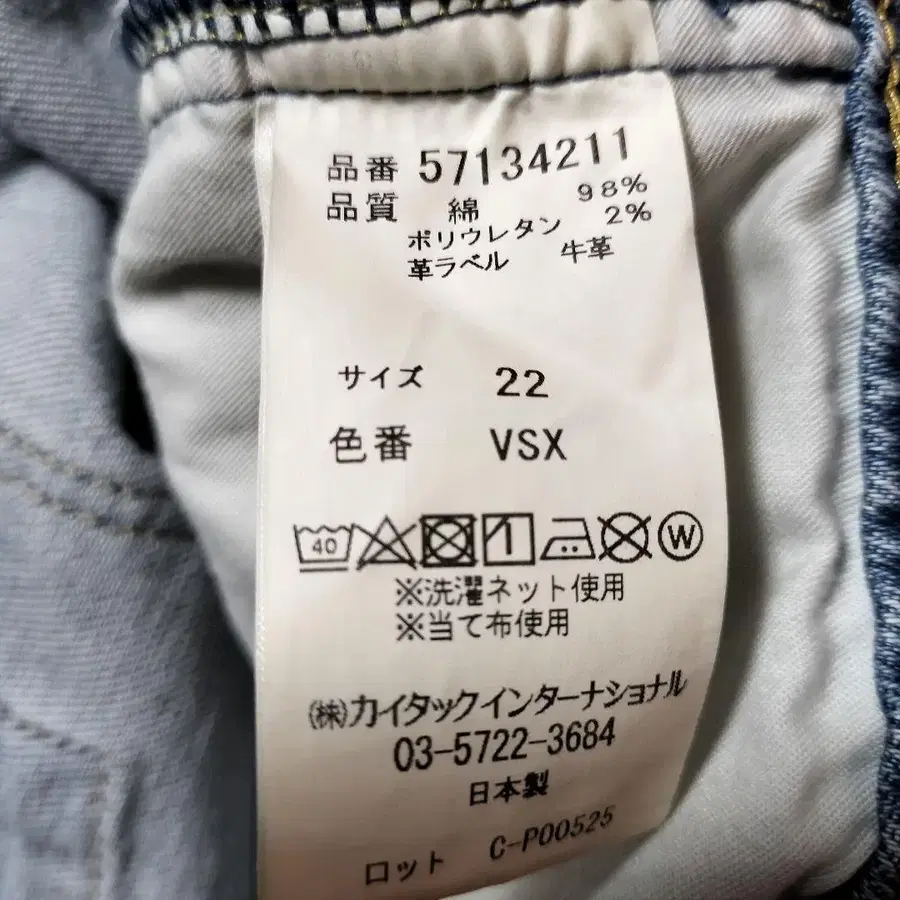 品番 57134211
品質 綿 98%
ポリウレタン 2%
革ラベル 牛革
サイズ 22
色番 VSX
40 W
※洗濯ネット使用
※当て布使用
㈱カイタックインターナショナル
03-5722-3684
日本製
ロット C-P00525